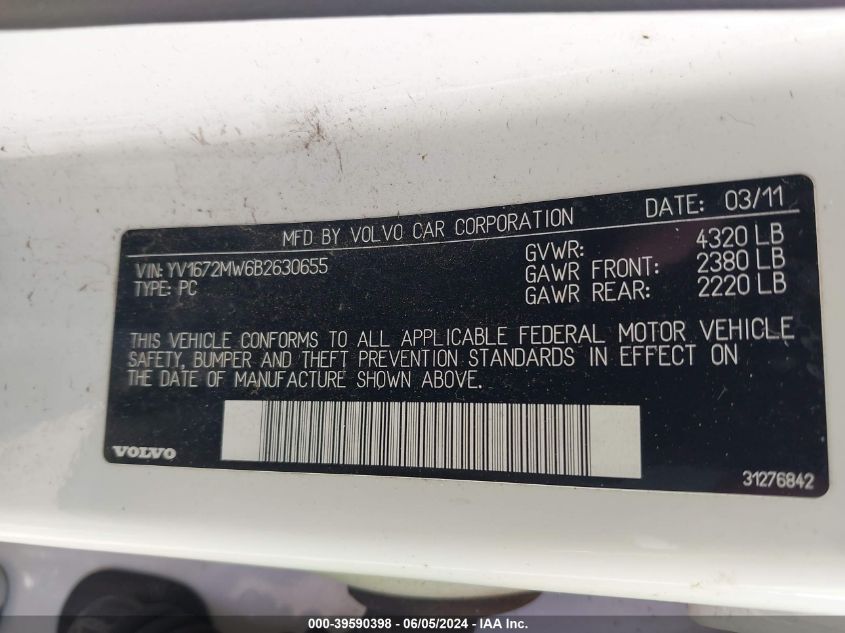 MFD BY VOLVO CAR CORPORATION DATE: 03/11
VIN: YV1672MW6B2630655
TYPE: PC
GVWR: 4320 LB
GAWR FRONT: 2380 LB
GAWR REAR: 2220 LB
THIS VEHICLE CONFORMS TO ALL APPLICABLE FEDERAL MOTOR VEHICLE
SAFETY, BUMPER AND THEFT PREVENTION STANDARDS IN EFFECT ON
THE DATE OF MANUFACTURE SHOWN ABOVE.
VOLVO
31276842
000-39590398 - 06/05/2024 - IAA Inc.